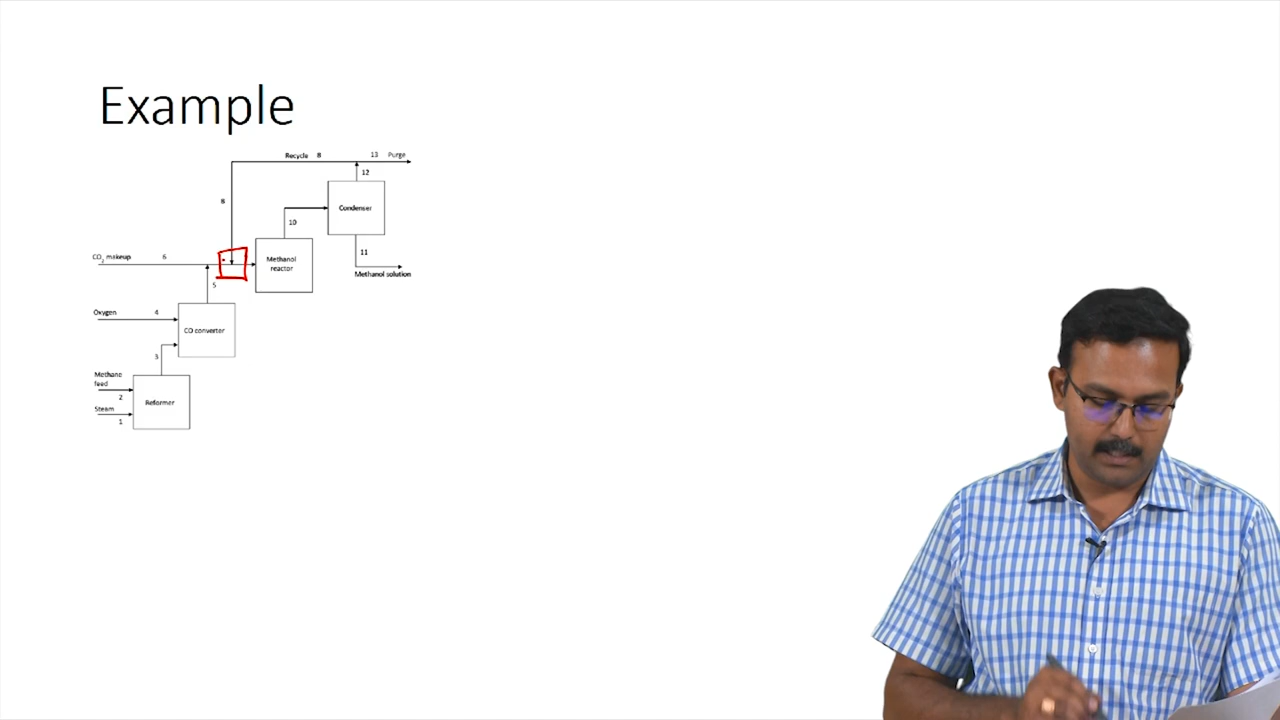 Example
Recycle 8 13 Purge
12
8
Condenser
10
11
CO2 makeup 6
Methanol
reactor
Methanol solution
5
Oxygen 4
CO converter
3
Methane
feed
2
Reformer
Steam
1